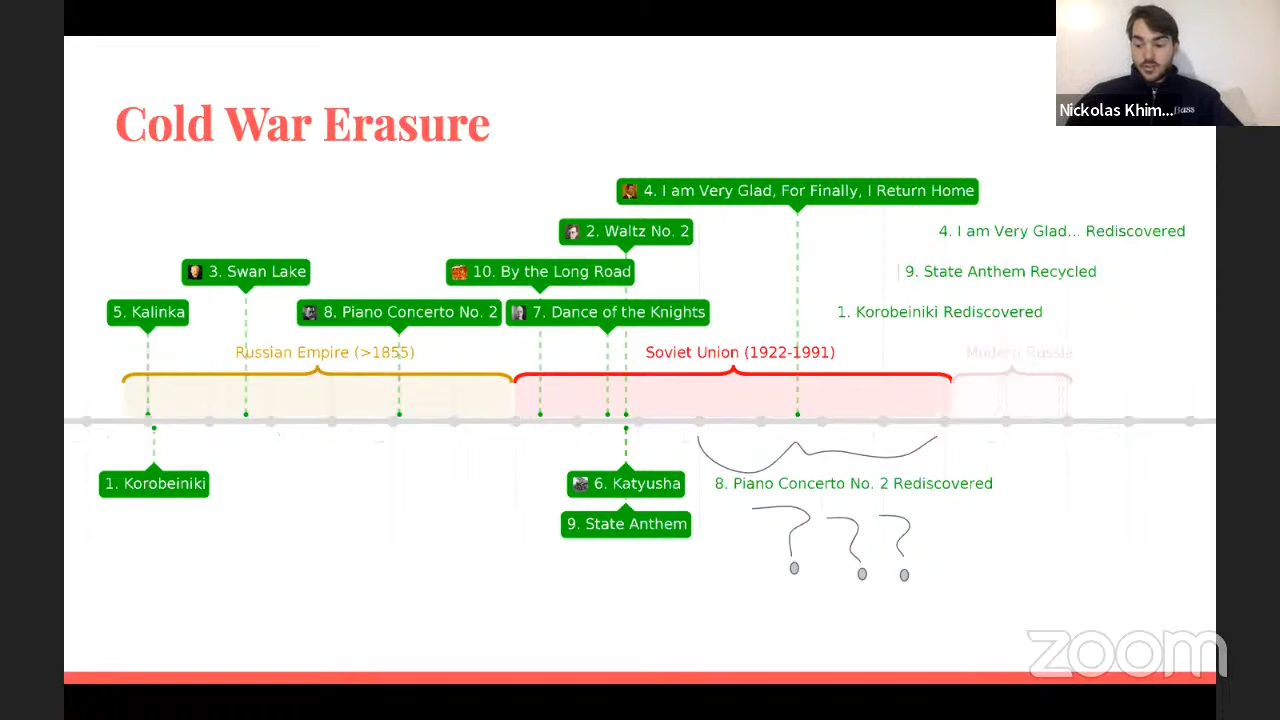 Nickolas Khim...
Bass
Cold War Erasure
4. I am Very Glad, For Finally, I Return Home
2. Waltz No. 2
4. I am Very Glad... Rediscovered
3. Swan Lake
10. By the Long Road
9. State Anthem Recycled
5. Kalinka
8. Piano Concerto No. 2
7. Dance of the Knights
1. Korobeiniki Rediscovered
Russian Empire (>1855)
Soviet Union (1922-1991)
Modern Russia
1. Korobeiniki
6. Katyusha
8. Piano Concerto No. 2 Rediscovered
9. State Anthem
? ? ?
zoom